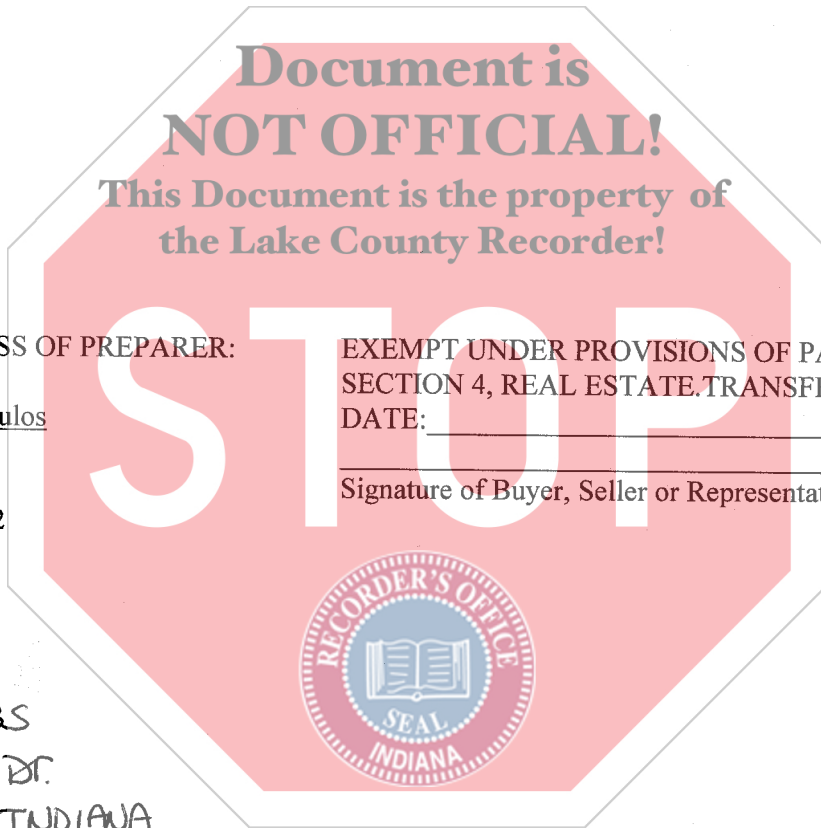 Document is
NOT OFFICIAL!
This Document is the property of
the Lake County Recorder!
STOP
SS OF PREPARER:
ulos
2
EXEMPT UNDER PROVISIONS OF PA
SECTION 4, REAL ESTATE.TRANSF
DATE:
Signature of Buyer, Seller or Representat
RECORDER'S OFFICE
SEAL
INDIANA
Dr.
INDIANA